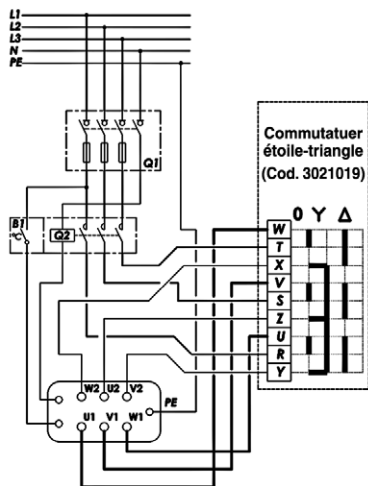 L1
L2
L3
N
PE
Q1
Commutatuer
étoile-triangle
(Cod. 3021019)
0 Y Δ
B1
Q2
W
T
X
V
S
Z
U
R
Y
W2 U2 V2
PE
U1 V1 W1